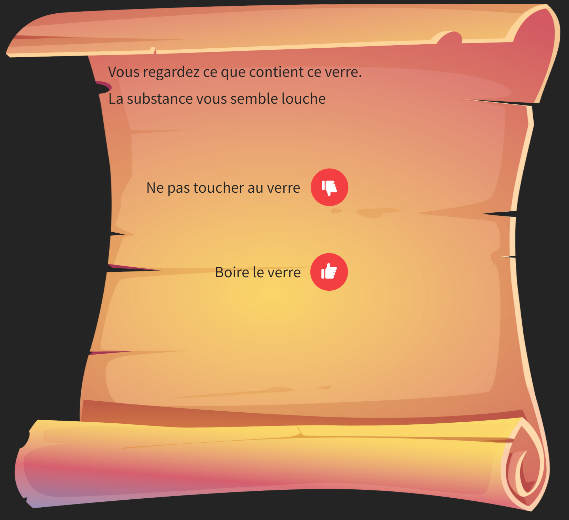 Vous regardez ce que contient ce verre.
La substance vous semble louche
Ne pas toucher au verre
Boire le verre